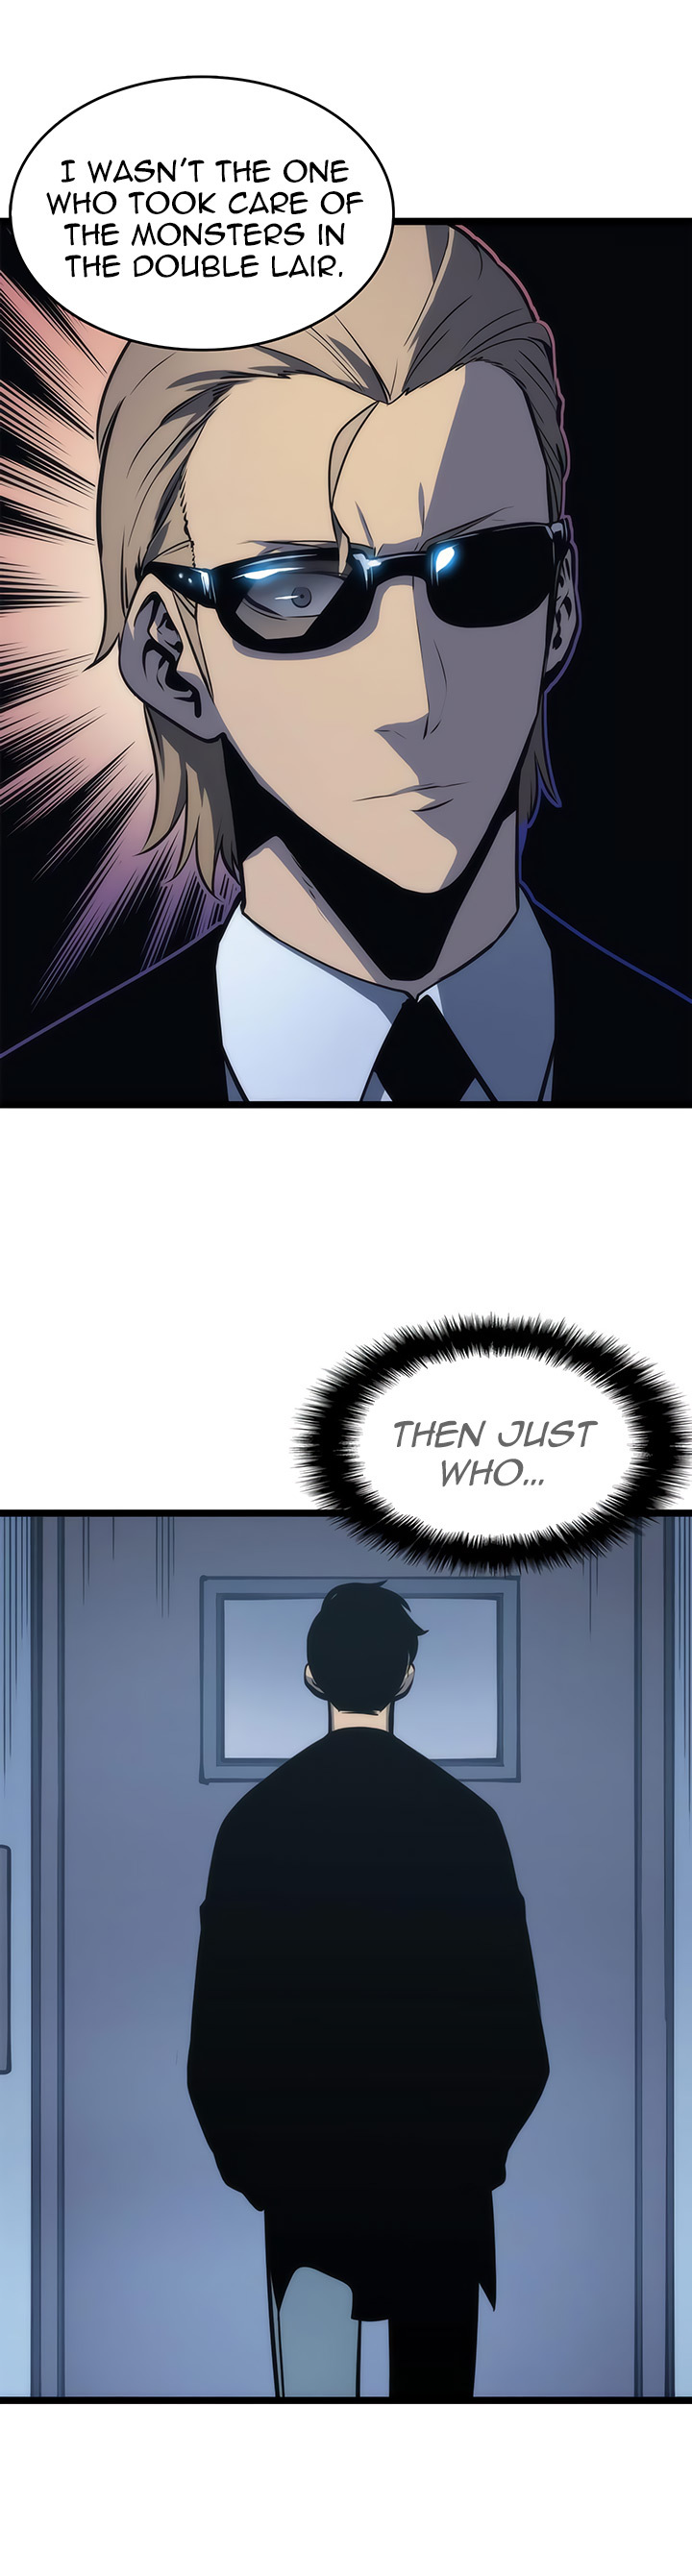 I WASN'T THE ONE
WHO TOOK CARE OF
THE MONSTERS IN
THE DOUBLE LAIR.
THEN JUST
WHO...